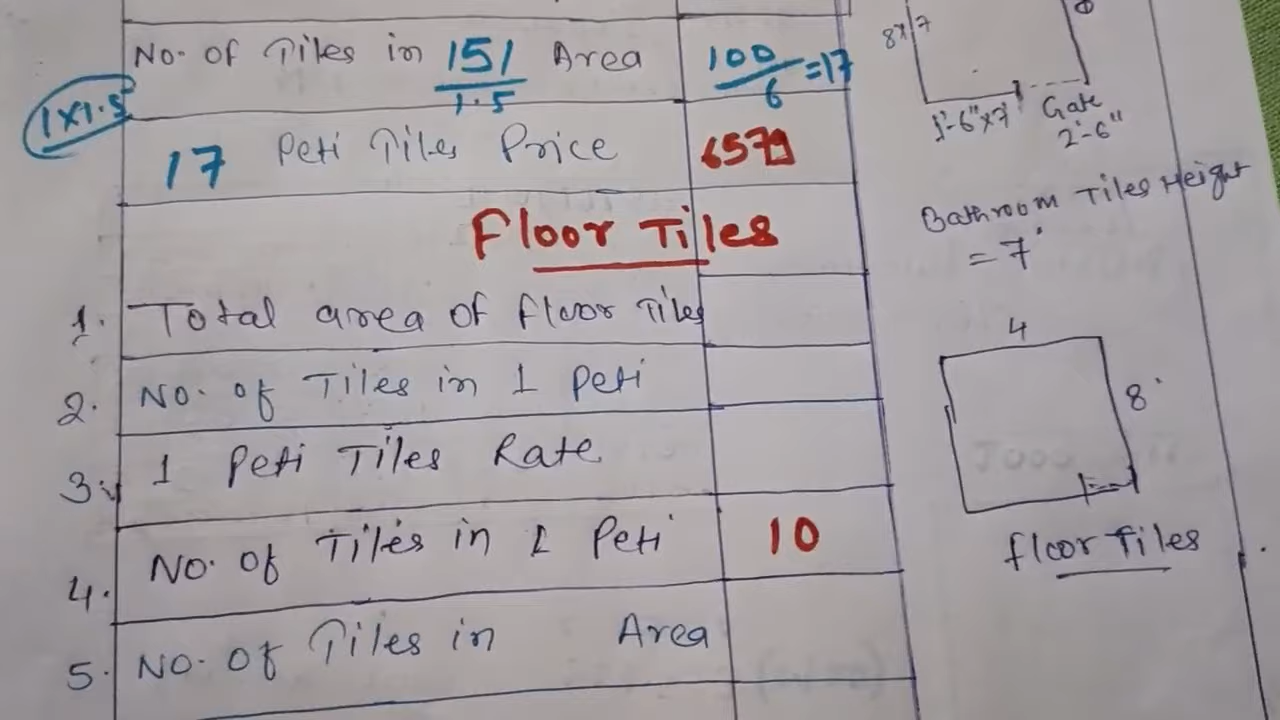 No. of Tiles in 151/1.5 Area 100/6 =17
1x1.5
17 Peti Tiles Price 6579
Floor Tiles
1. Total area of floor Tiles
2. No. of Tiles in 1 Peti
3. 1 Peti Tiles Rate
4. No. of Tiles in 1 Peti 10
5. No. of Tiles in Area
8x7
1'-6"x7'
Gate
2'-6"
Bathroom Tiles Height
= 7'
4
8'
floor Tiles